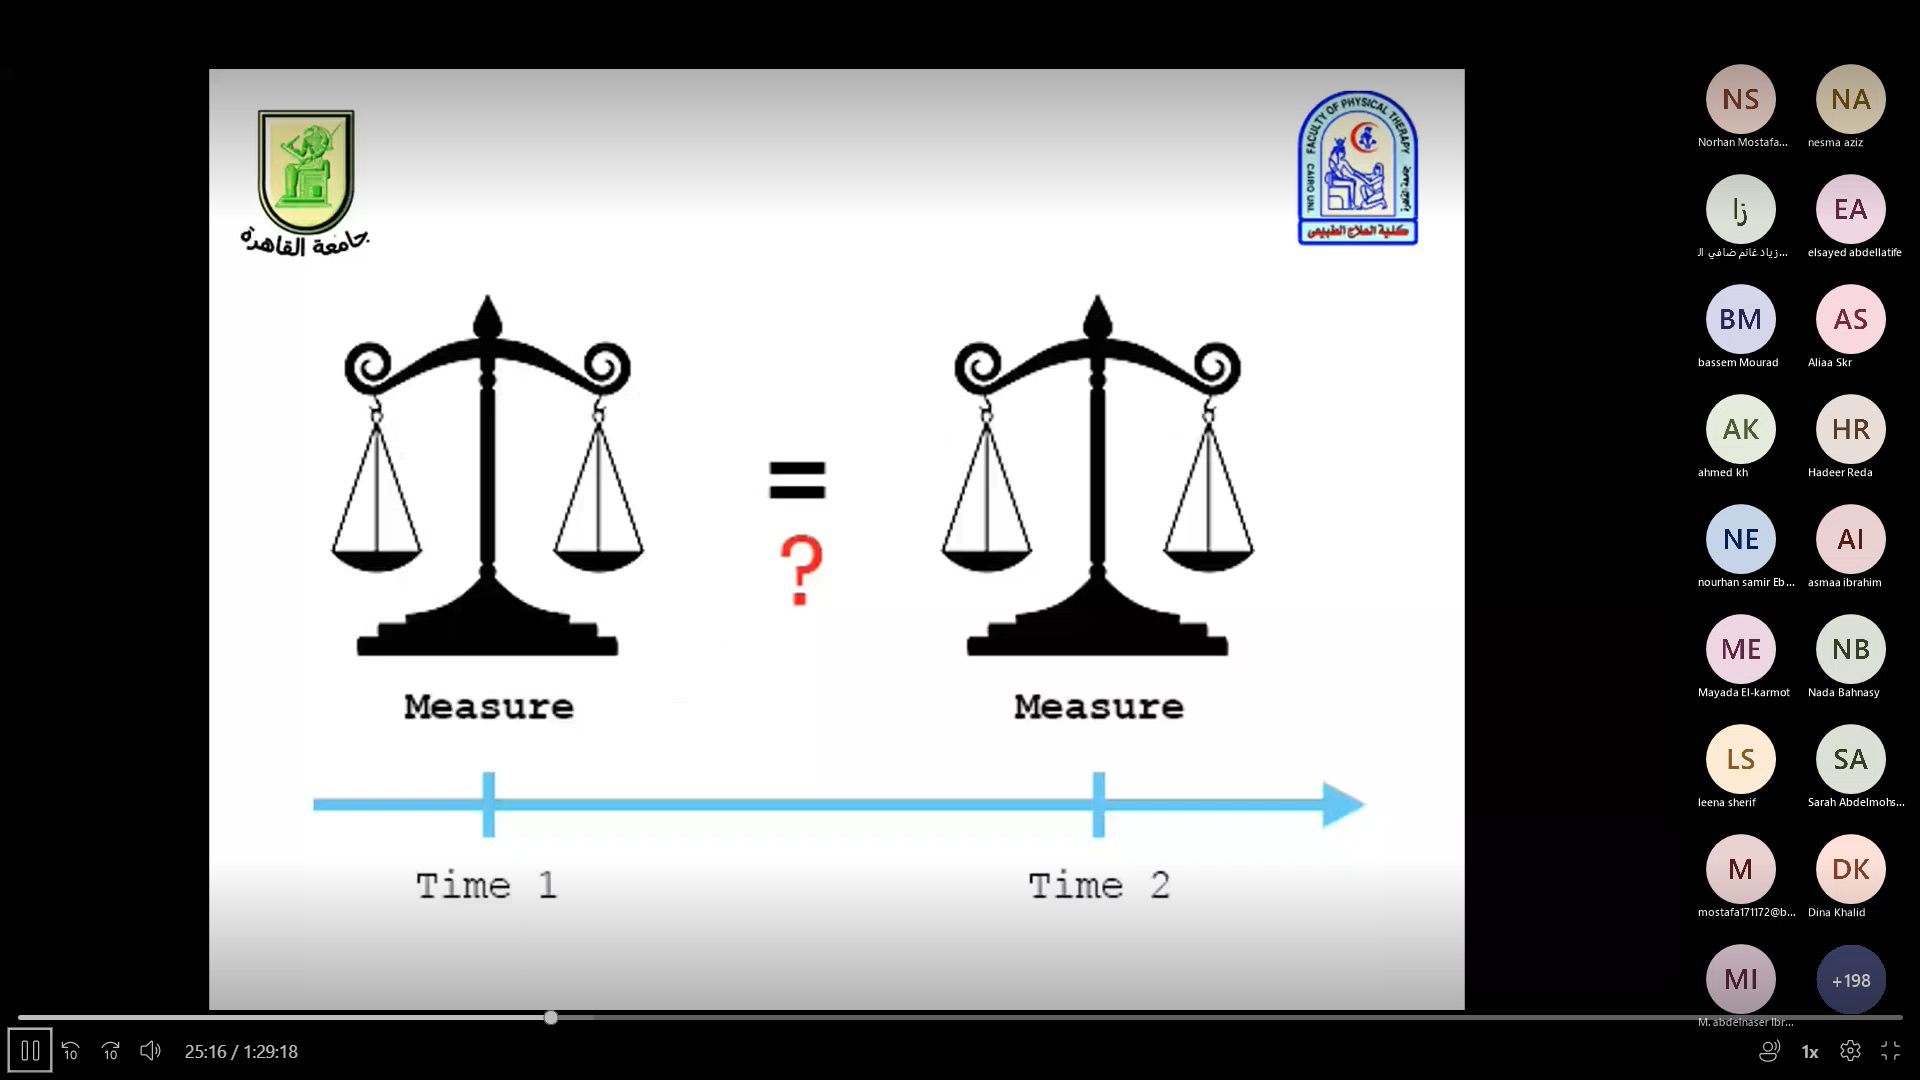 جامعة القاهرة
FACULTY OF PHYSICAL THERAPY
CAIRO UNI.
جامعة القاهرة
كلية العلاج الطبيعى
=
?
Measure
Measure
Time 1
Time 2
NS
NA
Norhan Mostafa...
nesma aziz
زا
EA
زياد غانم ضافي ال...
elsayed abdellatife
BM
AS
bassem Mourad
Aliaa Skr
AK
HR
ahmed kh
Hadeer Reda
NE
AI
nourhan samir Eb...
asmaa ibrahim
ME
NB
Mayada El-karmot
Nada Bahnasy
LS
SA
leena sherif
Sarah Abdelmohs...
M
DK
mostafa171172@b...
Dina Khalid
MI
+198
M. abdelnaser Ibr...
10
10
25:16 / 1:29:18
1x